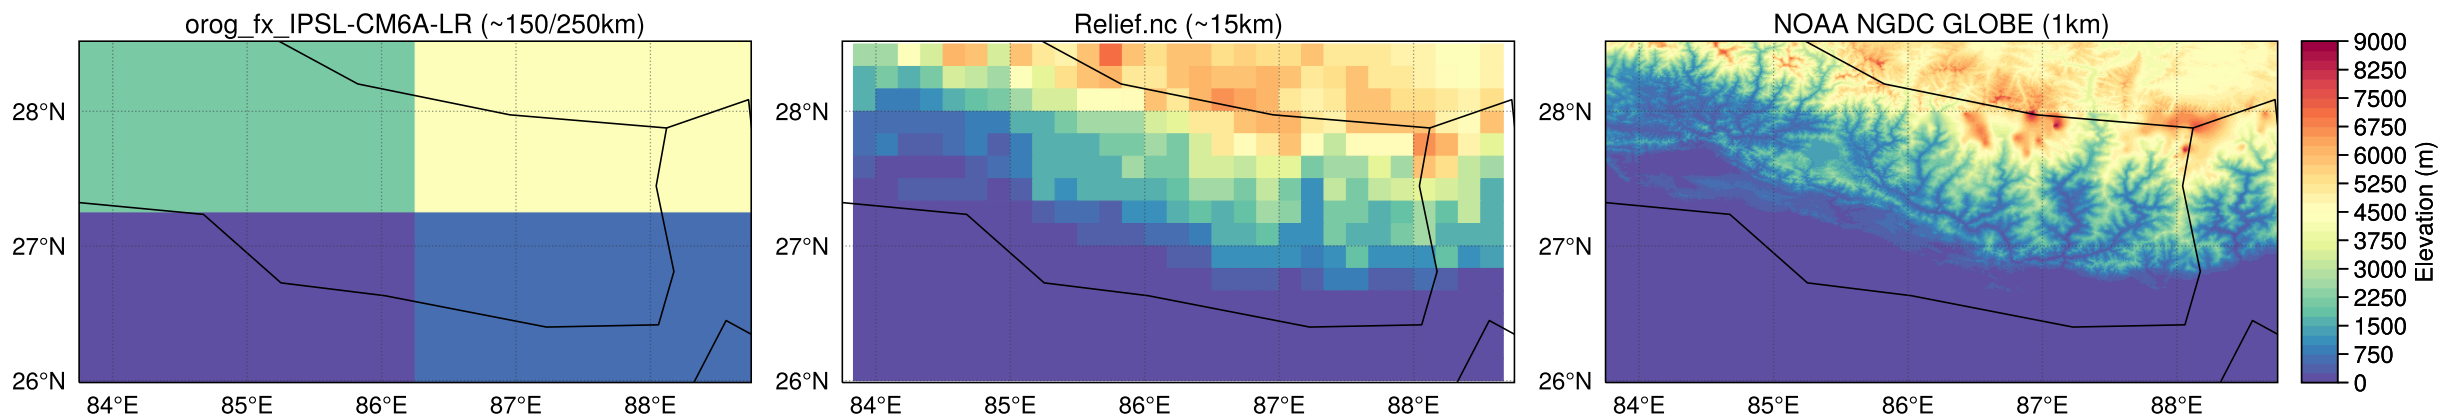 orog_fx_IPSL-CM6A-LR (~150/250km)
28°N
27°N
26°N
84°E 85°E 86°E 87°E 88°E
Relief.nc (~15km)
28°N
27°N
26°N
84°E 85°E 86°E 87°E 88°E
NOAA NGDC GLOBE (1km)
28°N
27°N
26°N
84°E 85°E 86°E 87°E 88°E
9000
8250
7500
6750
6000
5250
4500
3750
3000
2250
1500
750
0
Elevation (m)